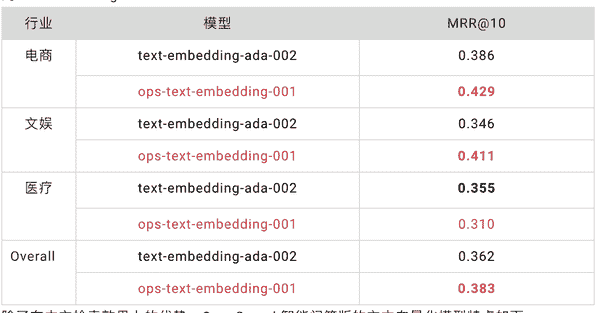 行业 模型 MRR@10
电商 text-embedding-ada-002 0.386
ops-text-embedding-001 0.429
文娱 text-embedding-ada-002 0.346
ops-text-embedding-001 0.411
医疗 text-embedding-ada-002 0.355
ops-text-embedding-001 0.310
Overall text-embedding-ada-002 0.362
ops-text-embedding-001 0.383